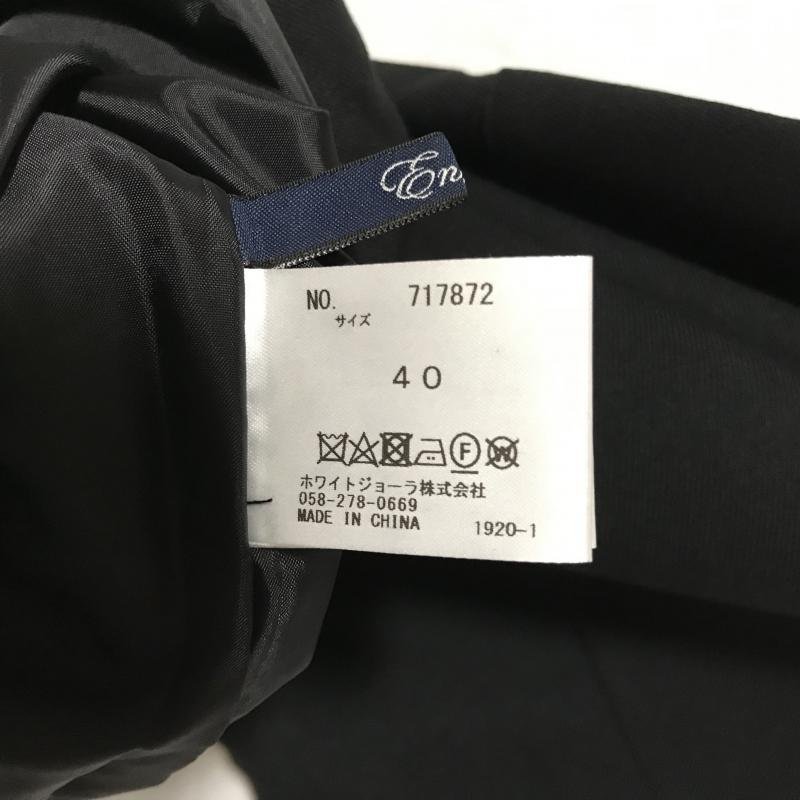 En
NO. 717872
サイズ
40
F W
ホワイトジョーラ株式会社
058-278-0669
MADE IN CHINA 1920-1